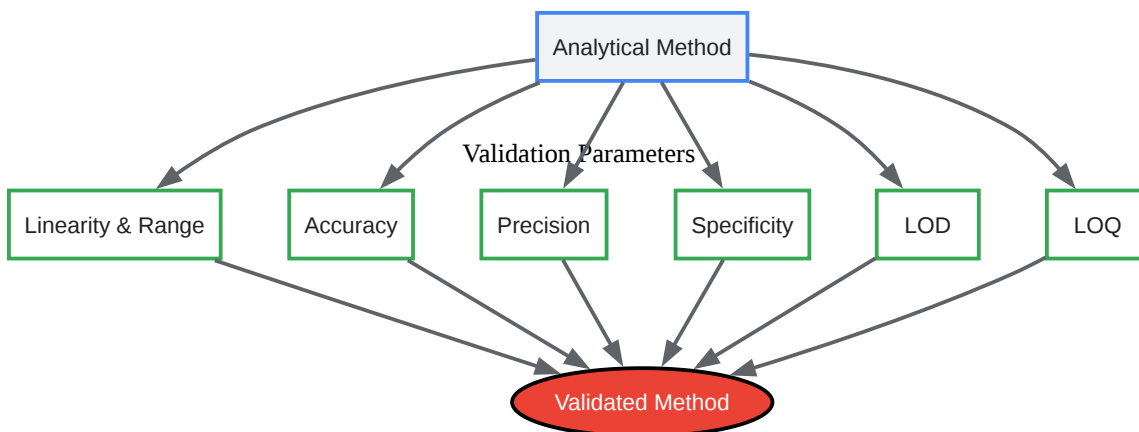 Analytical Method
Validation Parameters
Linearity & Range
Accuracy
Precision
Specificity
LOD
LOQ
Validated Method